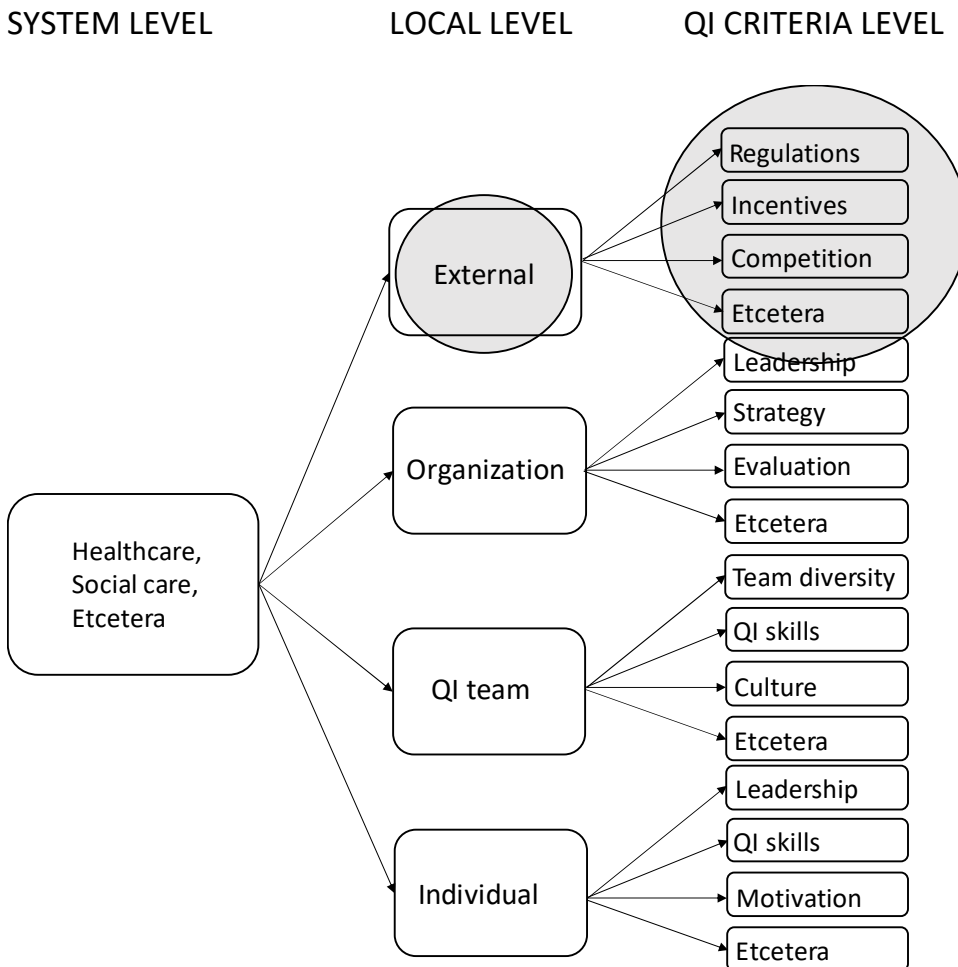 SYSTEM LEVEL
LOCAL LEVEL
QI CRITERIA LEVEL
Healthcare,
Social care,
Etcetera
External
Regulations
Incentives
Competition
Etcetera
Organization
Leadership
Strategy
Evaluation
Etcetera
QI team
Team diversity
QI skills
Culture
Etcetera
Individual
Leadership
QI skills
Motivation
Etcetera